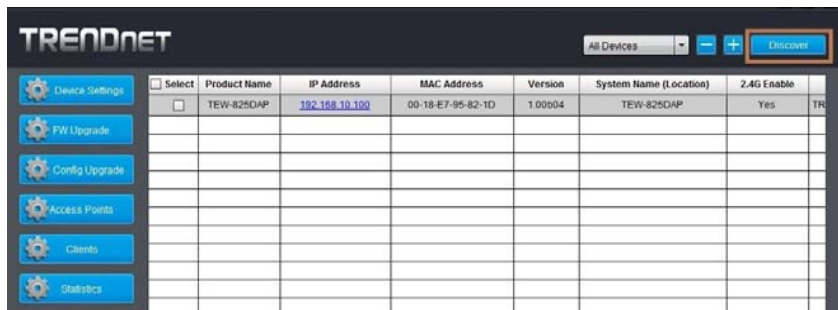 TRENDnET
All Devices
Discover
Device Settings
FW Upgrade
Config Upgrade
Access Points
Clients
Statistics
Select Product Name IP Address MAC Address Version System Name (Location) 2.4G Enable
TEW-825DAP 192.168.10.100 00-18-E7-95-82-1D 1.00b04 TEW-825DAP Yes TR